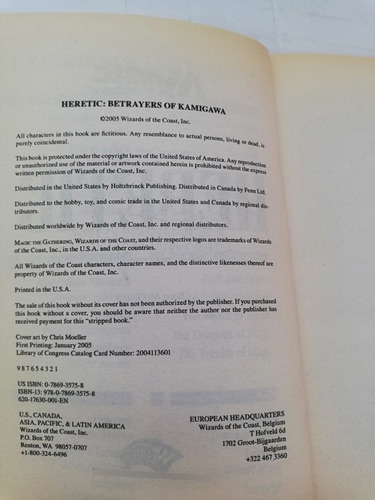 HERETIC: BETRAYERS OF KAMIGAWA
©2005 Wizards of the Coast, Inc.
All characters in this book are fictitious. Any resemblance to actual persons, living or dead, is
purely coincidental.
This book is protected under the copyright laws of the United States of America. Any reproduction
or unauthorized use of the material or artwork contained herein is prohibited without the express
written permission of Wizards of the Coast, Inc.
Distributed in the United States by Holtzbrinck Publishing. Distributed in Canada by Fenn Ltd.
Distributed to the hobby, toy, and comic trade in the United States and Canada by regional dis-
tributors.
Distributed worldwide by Wizards of the Coast, Inc. and regional distributors.
MAGIC THE GATHERING, WIZARDS OF THE COAST, and their respective logos are trademarks of Wizards
of the Coast, Inc., in the U.S.A. and other countries.
All Wizards of the Coast characters, character names, and the distinctive likenesses thereof are
property of Wizards of the Coast, Inc.
Printed in the U.S.A.
The sale of this book without its cover has not been authorized by the publisher. If you purchased
this book without a cover, you should be aware that neither the author nor the publisher has
received payment for this "stripped book."
Cover art by Chris Moeller
First Printing: January 2005
Library of Congress Catalog Card Number: 2004113601
9 8 7 6 5 4 3 2 1
US ISBN: 0-7869-3575-8
ISBN-13: 978-0-7869-3575-8
620-17630-001-EN
U.S., CANADA,
ASIA, PACIFIC, & LATIN AMERICA
Wizards of the Coast, Inc.
P.O. Box 707
Renton, WA 98057-0707
+1-800-324-6496
EUROPEAN HEADQUARTERS
Wizards of the Coast, Belgium
T Hofveld 6d
1702 Groot-Bijgaarden
Belgium
+322 467 3360